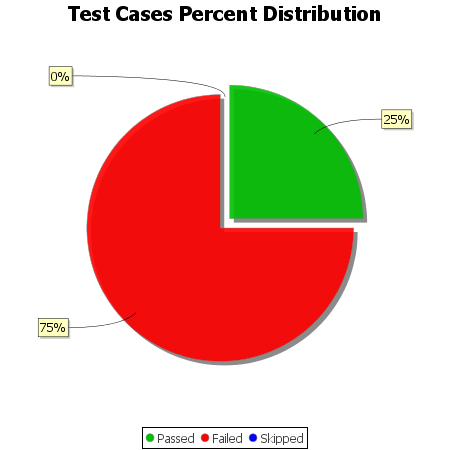 Test Cases Percent Distribution
0%
25%
75%
Passed Failed Skipped